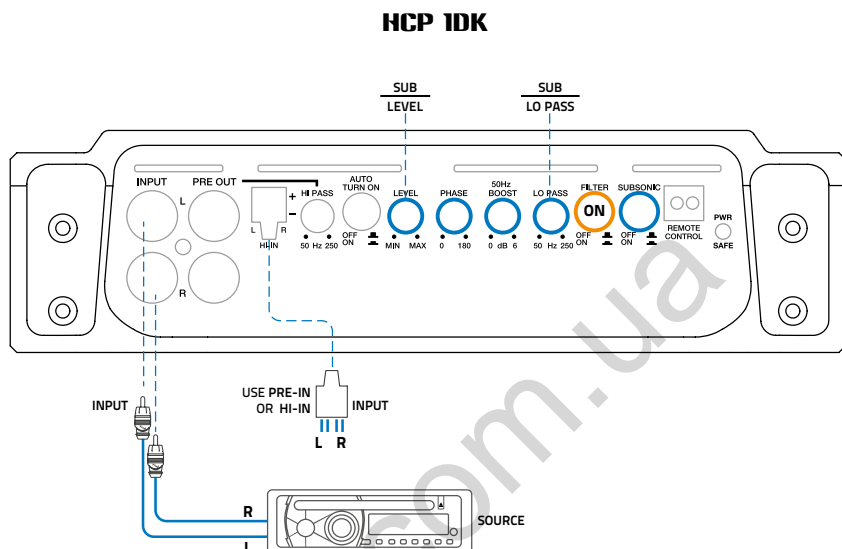 HCP 1DK
SUB
LEVEL
SUB
LO PASS
INPUT
PRE OUT
L
R
HI PASS
50 Hz 250
+
-
L R
HI-IN
AUTO
TURN ON
OFF
ON
LEVEL
MIN MAX
PHASE
0 180
50Hz
BOOST
0 dB 6
LO PASS
50 Hz 250
FILTER
ON
OFF
ON
SUBSONIC
OFF
ON
REMOTE
CONTROL
PWR
SAFE
INPUT
USE PRE-IN
OR HI-IN
INPUT
L R
R
L
SOURCE
com.ua